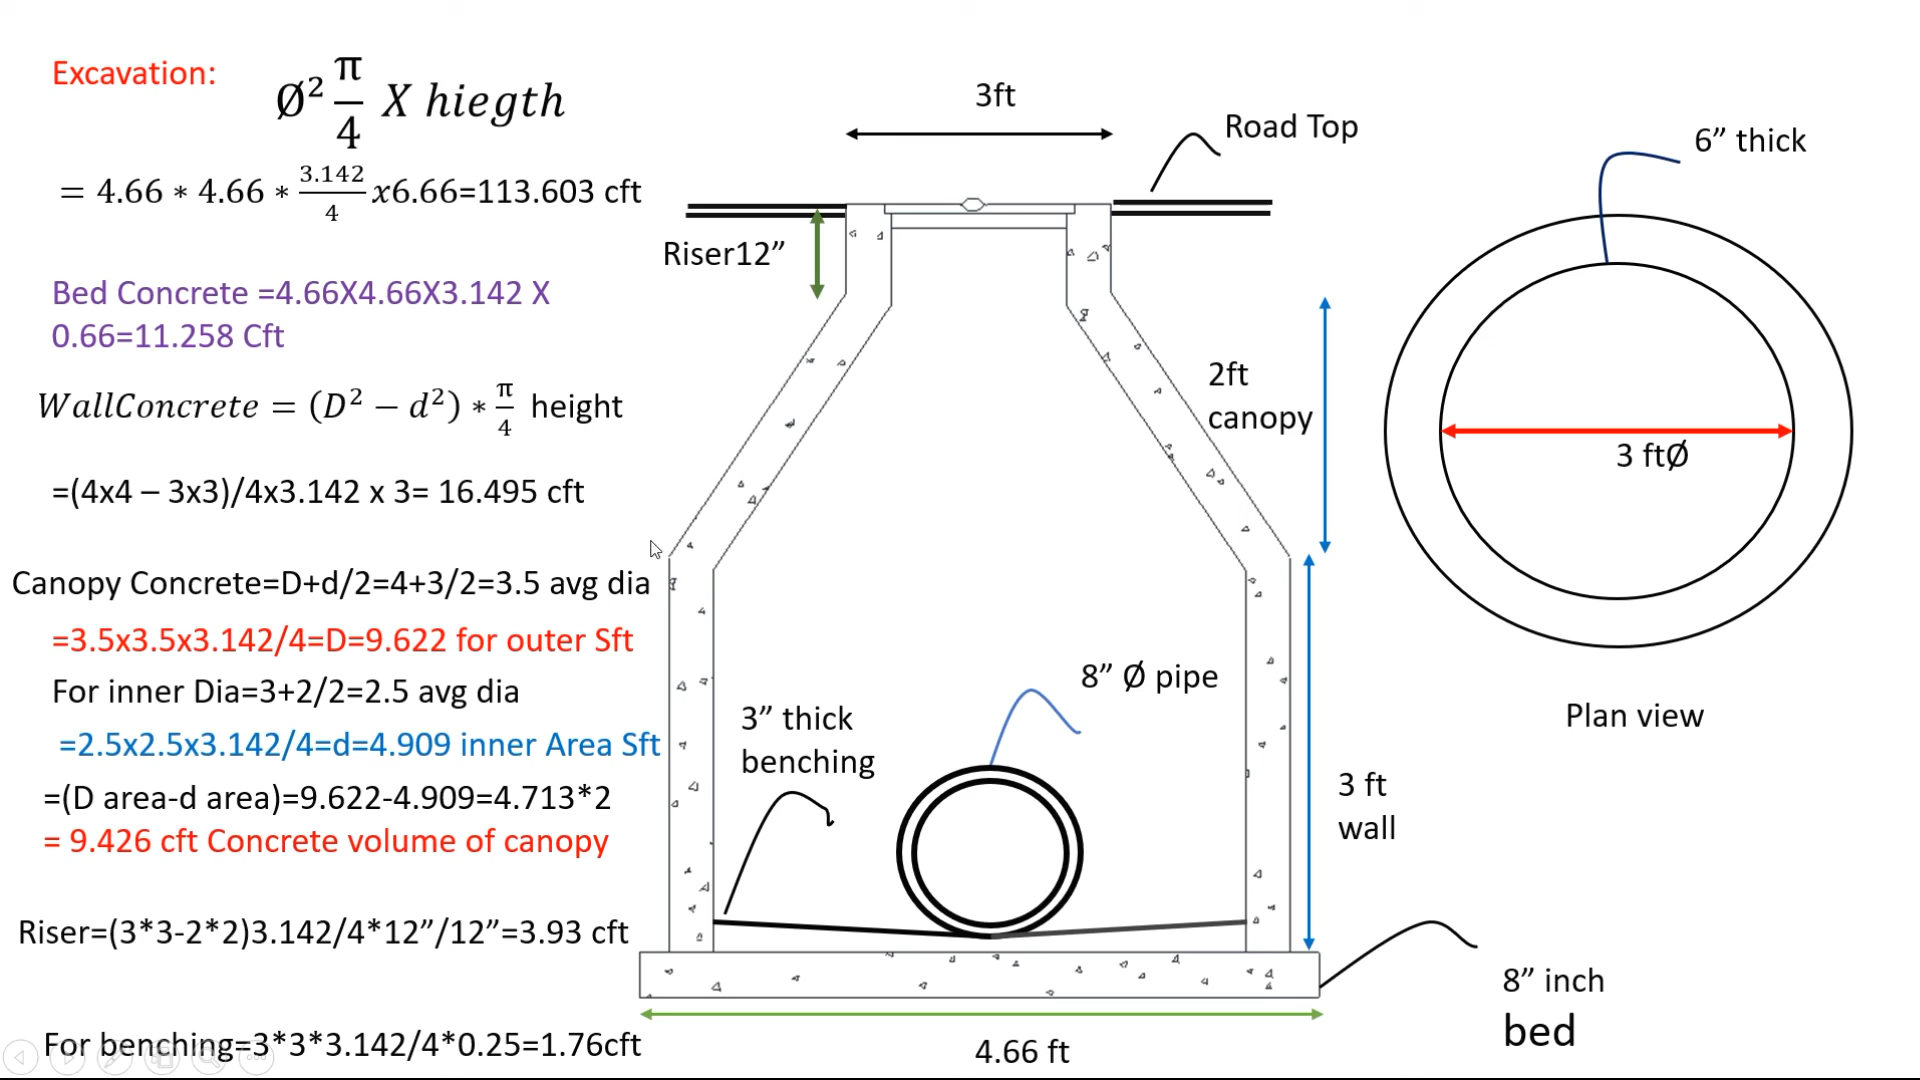 Excavation:
Ø² π/4 X hiegth
= 4.66 ∗ 4.66 ∗ 3.142/4 x6.66=113.603 cft
Bed Concrete =4.66X4.66X3.142 X
0.66=11.258 Cft
WallConcrete = (D² − d²) ∗ π/4 height
=(4x4 – 3x3)/4x3.142 x 3= 16.495 cft
Canopy Concrete=D+d/2=4+3/2=3.5 avg dia
=3.5x3.5x3.142/4=D=9.622 for outer Sft
For inner Dia=3+2/2=2.5 avg dia
=2.5x2.5x3.142/4=d=4.909 inner Area Sft
=(D area-d area)=9.622-4.909=4.713*2
= 9.426 cft Concrete volume of canopy
Riser=(3*3-2*2)3.142/4*12”/12”=3.93 cft
For benching=3*3*3.142/4*0.25=1.76cft
3ft
Road Top
Riser12”
2ft
canopy
8” Ø pipe
3” thick
benching
3 ft
wall
8” inch
bed
4.66 ft
6” thick
3 ftØ
Plan view